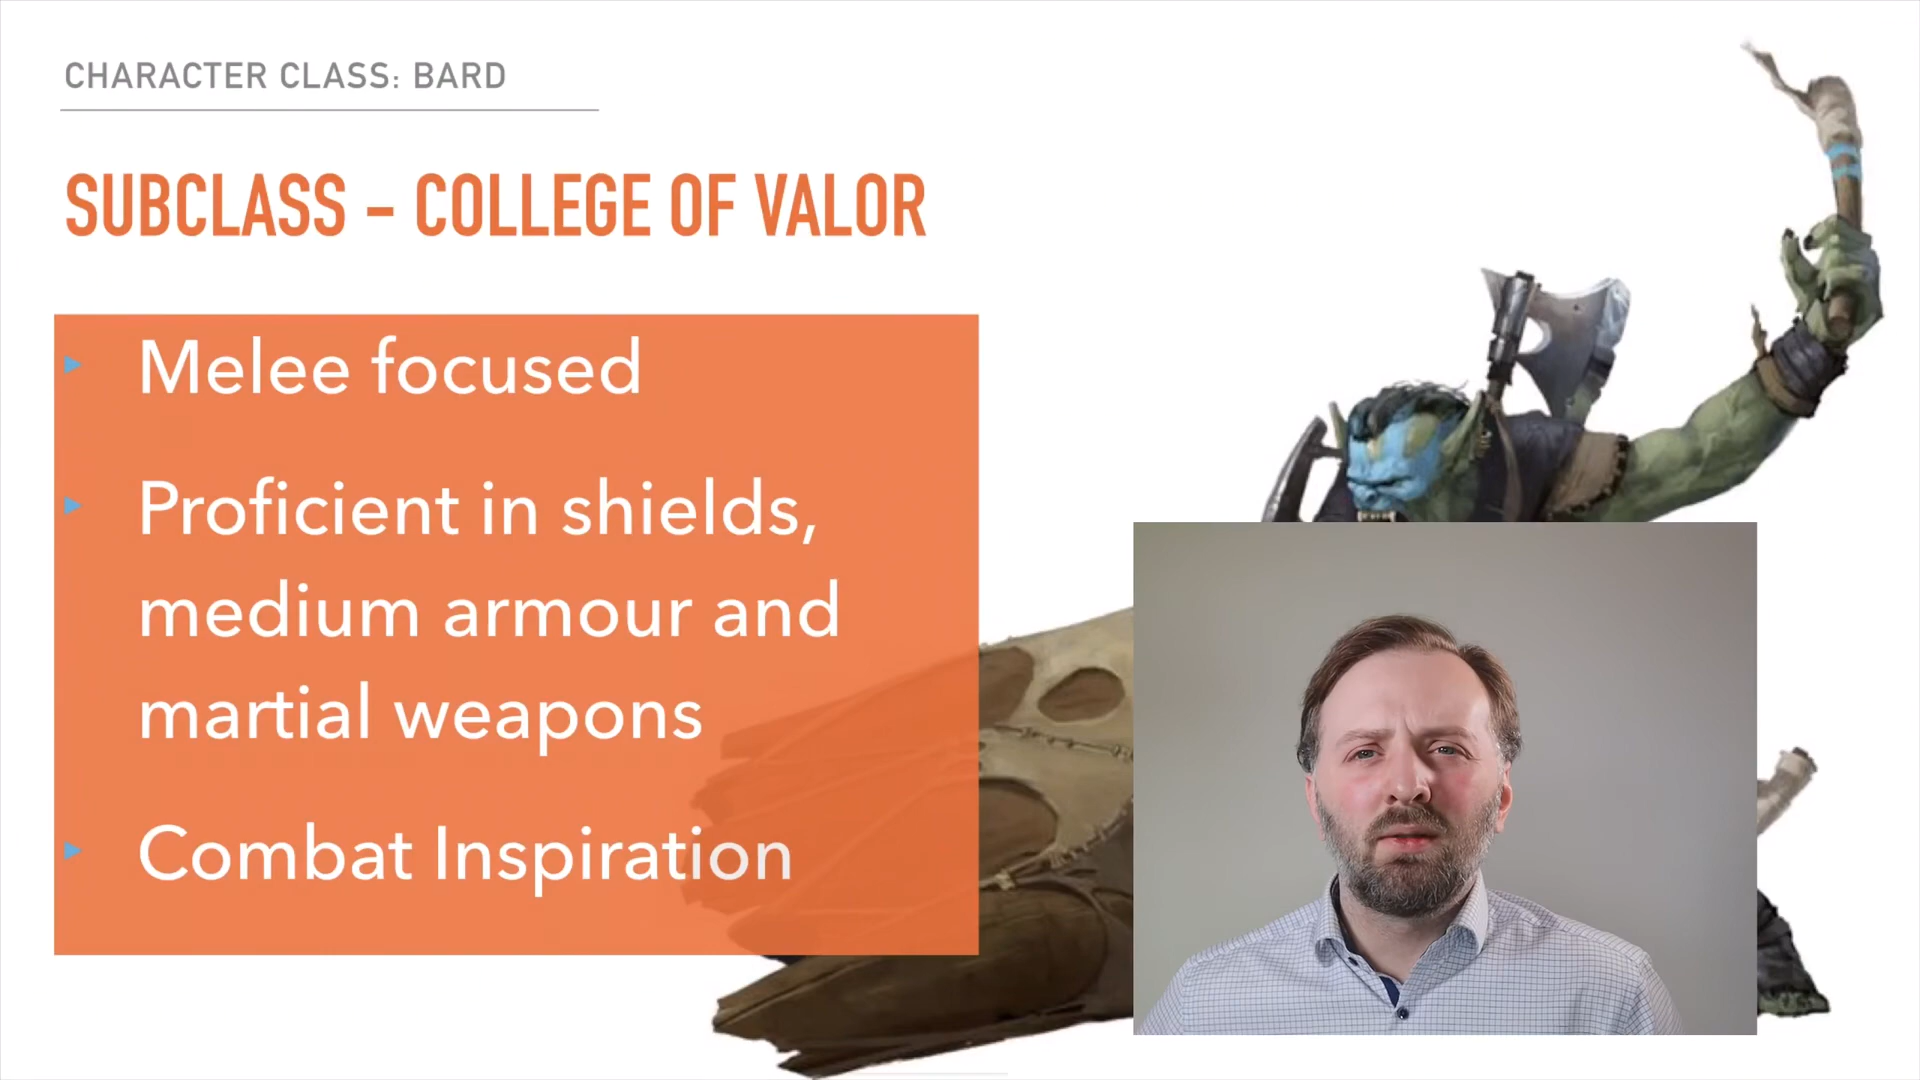 CHARACTER CLASS: BARD
SUBCLASS - COLLEGE OF VALOR
Melee focused
Proficient in shields,
medium armour and
martial weapons
Combat Inspiration